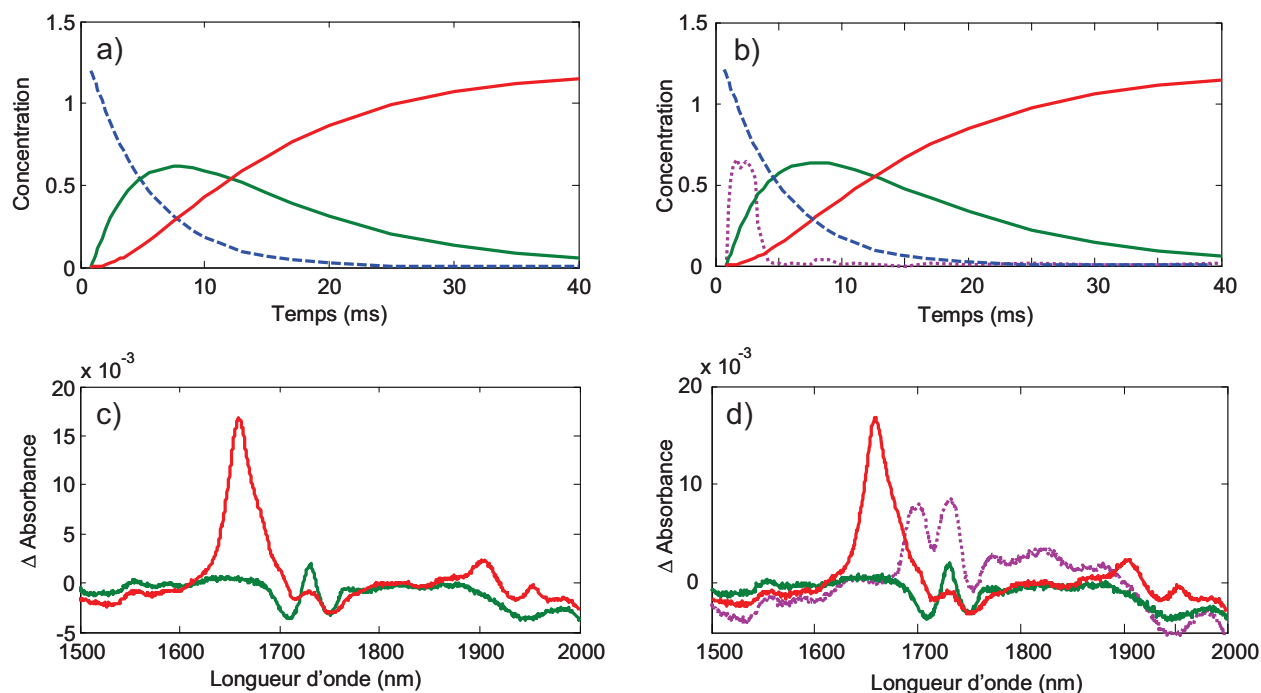 a)
1.5
1
0.5
0
Concentration
0 10 20 30 40
Temps (ms)
b)
1.5
1
0.5
0
Concentration
0 10 20 30 40
Temps (ms)
x 10⁻³
c)
20
15
10
5
0
-5
Δ Absorbance
1500 1600 1700 1800 1900 2000
Longueur d'onde (nm)
x 10⁻³
d)
20
10
0
-5
Δ Absorbance
1500 1600 1700 1800 1900 2000
Longueur d'onde (nm)